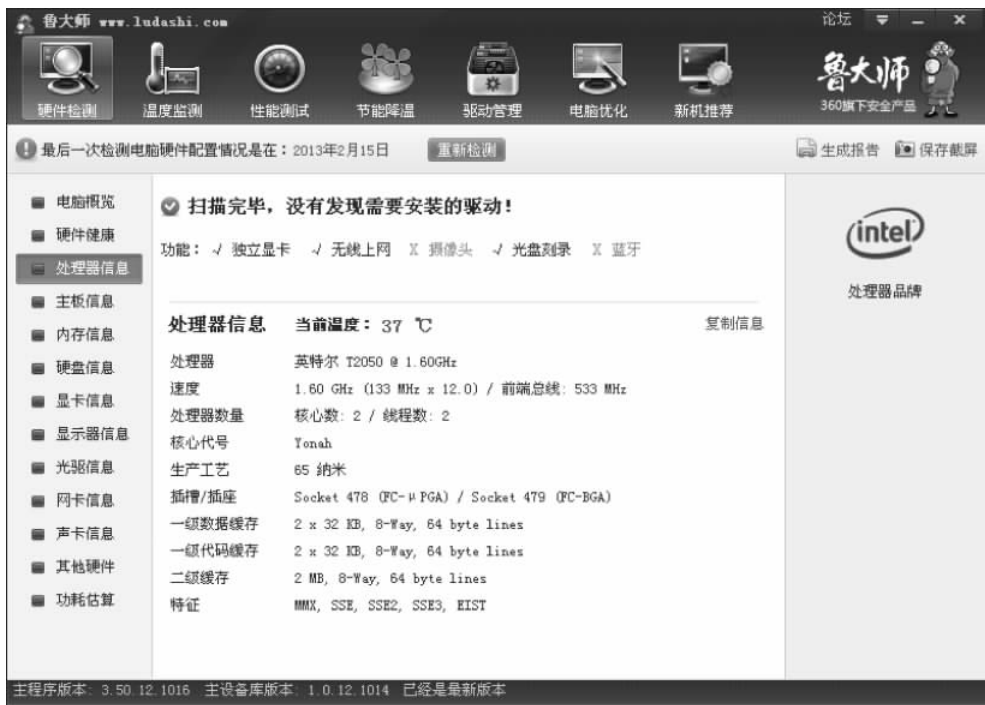 鲁大师 www.ludashi.com 论坛
硬件检测 温度监测 性能测试 节能降温 驱动管理 电脑优化 新机推荐
鲁大师
360旗下安全产品
最后一次检测电脑硬件配置情况是在：2013年2月15日 重新检测 生成报告 保存截屏
电脑概览
硬件健康
处理器信息
主板信息
内存信息
硬盘信息
显卡信息
显示器信息
光驱信息
网卡信息
声卡信息
其他硬件
功耗估算
扫描完毕，没有发现需要安装的驱动！
功能：√ 独立显卡 √ 无线上网 X 摄像头 √ 光盘刻录 X 蓝牙
处理器信息 当前温度：37 ℃ 复制信息
处理器 英特尔 T2050 @ 1.60GHz
速度 1.60 GHz (133 MHz x 12.0) / 前端总线: 533 MHz
处理器数量 核心数: 2 / 线程数: 2
核心代号 Yonah
生产工艺 65 纳米
插槽/插座 Socket 478 (FC-μPGA) / Socket 479 (FC-BGA)
一级数据缓存 2 x 32 KB, 8-Way, 64 byte lines
一级代码缓存 2 x 32 KB, 8-Way, 64 byte lines
二级缓存 2 MB, 8-Way, 64 byte lines
特征 MMX, SSE, SSE2, SSE3, EIST
intel
处理器品牌
主程序版本: 3.50.12.1016 主设备库版本: 1.0.12.1014 已经是最新版本